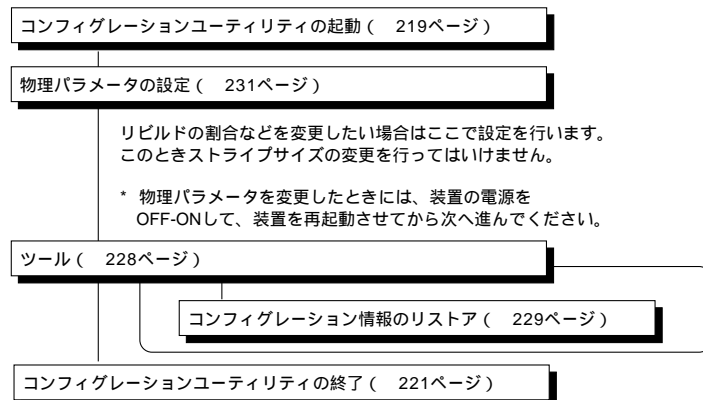 コンフィグレーションユーティリティの起動(　219ページ)
物理パラメータの設定(　231ページ)
リビルドの割合などを変更したい場合はここで設定を行います。
このときストライプサイズの変更を行ってはいけません。
* 物理パラメータを変更したときには、装置の電源を
OFF-ONして、装置を再起動させてから次へ進んでください。
ツール(　228ページ)
コンフィグレーション情報のリストア(　229ページ)
コンフィグレーションユーティリティの終了(　221ページ)